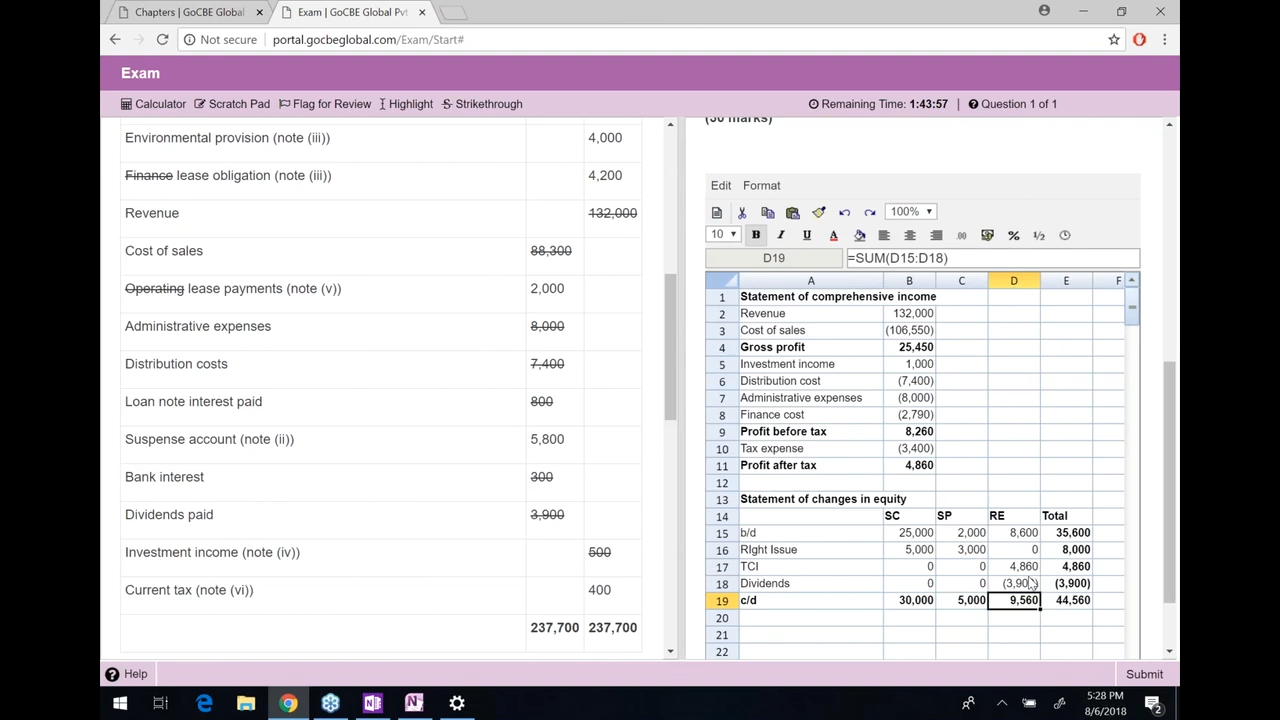 Chapters | GoCBE Global
Exam | GoCBE Global Pvt
Not secure portal.gocbeglobal.com/Exam/Start#
Exam
Calculator Scratch Pad Flag for Review Highlight Strikethrough Remaining Time: 1:43:57 Question 1 of 1
Environmental provision (note (iii)) 4,000
Finance lease obligation (note (iii)) 4,200
Revenue 132,000
Cost of sales 88,300
Operating lease payments (note (v)) 2,000
Administrative expenses 8,000
Distribution costs 7,400
Loan note interest paid 800
Suspense account (note (ii)) 5,800
Bank interest 300
Dividends paid 3,900
Investment income (note (iv)) 500
Current tax (note (vi)) 400
237,700 237,700
(30 marks)
Edit Format
100%
10 B I U A .00 % 1/2
D19 =SUM(D15:D18)
A B C D E F
1 Statement of comprehensive income
2 Revenue 132,000
3 Cost of sales (106,550)
4 Gross profit 25,450
5 Investment income 1,000
6 Distribution cost (7,400)
7 Administrative expenses (8,000)
8 Finance cost (2,790)
9 Profit before tax 8,260
10 Tax expense (3,400)
11 Profit after tax 4,860
12
13 Statement of changes in equity
14 SC SP RE Total
15 b/d 25,000 2,000 8,600 35,600
16 RIght Issue 5,000 3,000 0 8,000
17 TCI 0 0 4,860 4,860
18 Dividends 0 0 (3,900) (3,900)
19 c/d 30,000 5,000 9,560 44,560
20
21
22
Help Submit
5:28 PM
8/6/2018
2